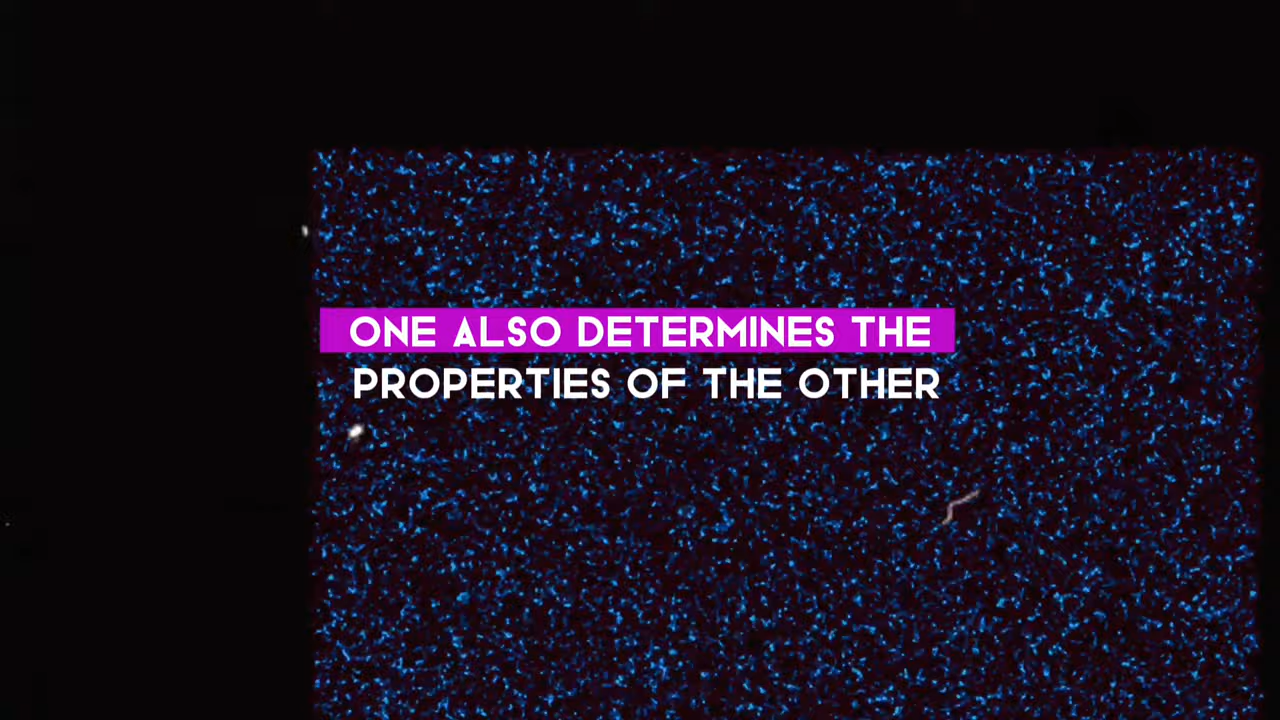 ONE ALSO DETERMINES THE
PROPERTIES OF THE OTHER